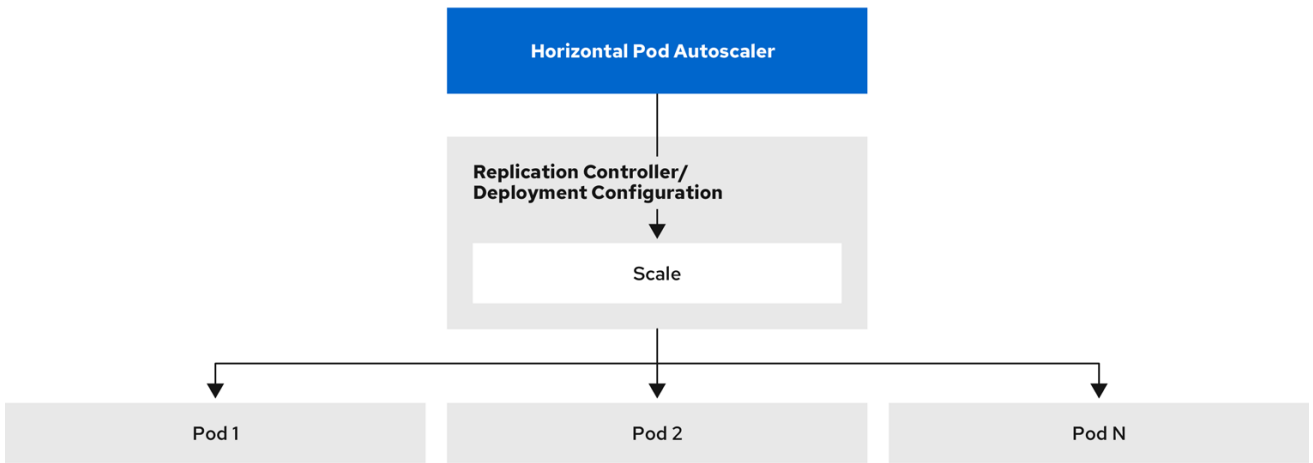 Horizontal Pod Autoscaler
Replication Controller/
Deployment Configuration
Scale
Pod 1
Pod 2
Pod N